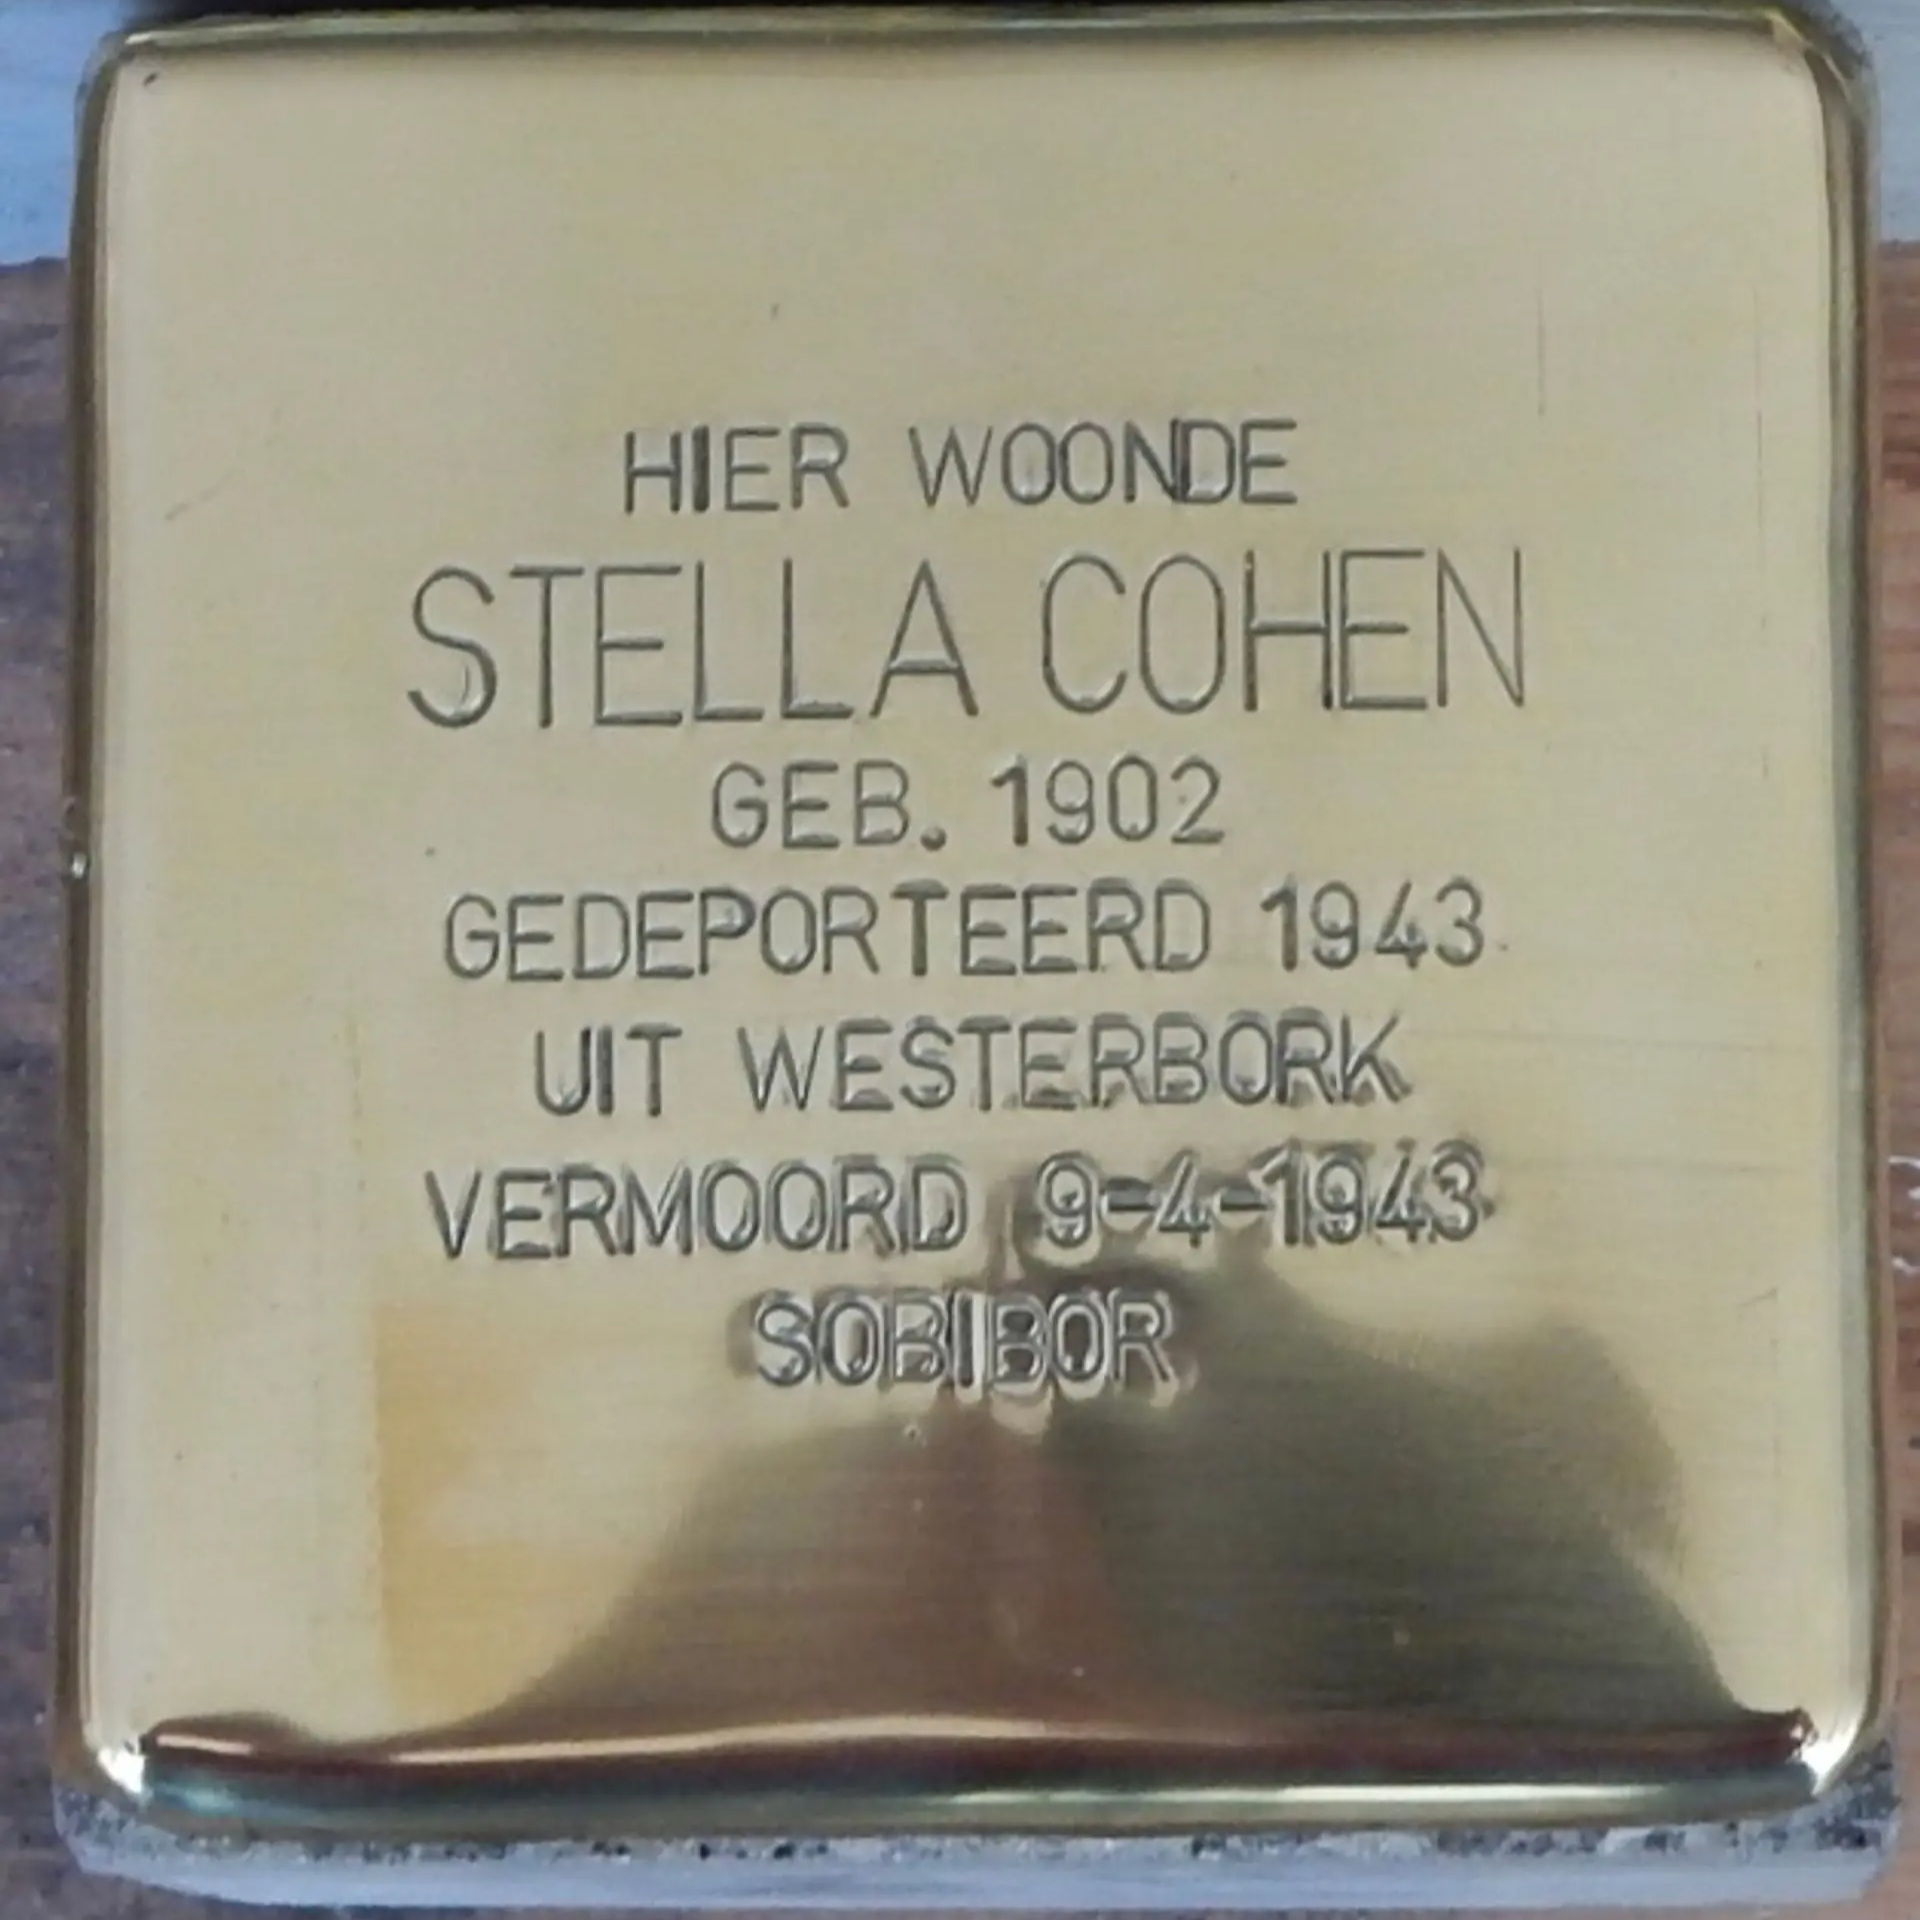 HIER WOONDE
STELLA COHEN
GEB. 1902
GEDEPORTEERD 1943
UIT WESTERBORK
VERMOORD 9-4-1943
SOBIBOR